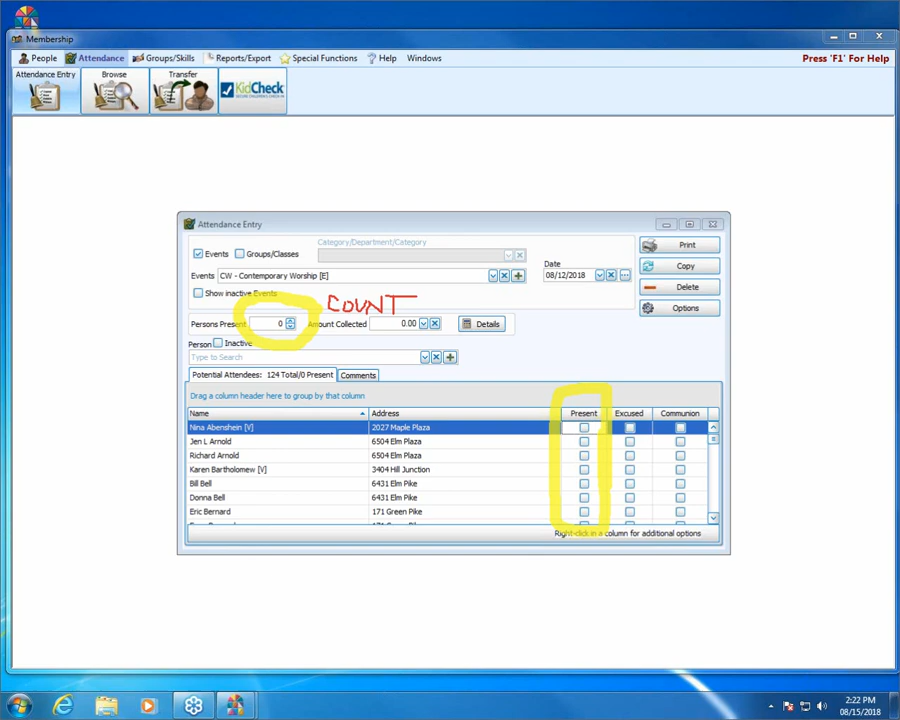 Membership
People Attendance Groups/Skills Reports/Export Special Functions Help Windows Press 'F1' For Help
Attendance Entry Browse Transfer KidCheck
Attendance Entry
Category/Department/Category
Events Groups/Classes
Print
Date
Copy
Events CW - Contemporary Worship [E] 08/12/2018
Delete
Show inactive Events
COUNT
Options
Persons Present 0 Amount Collected 0.00 Details
Person Inactive
Type to Search
Potential Attendees: 124 Total/0 Present Comments
Drag a column header here to group by that column
Name Address Present Excused Communion
Nina Abenshein [V] 2027 Maple Plaza
Jen L Arnold 6504 Elm Plaza
Richard Arnold 6504 Elm Plaza
Karen Bartholomew [V] 3404 Hill Junction
Bill Bell 6431 Elm Pike
Donna Bell 6431 Elm Pike
Eric Bernard 171 Green Pike
Right-click in a column for additional options
2:22 PM
08/15/2018